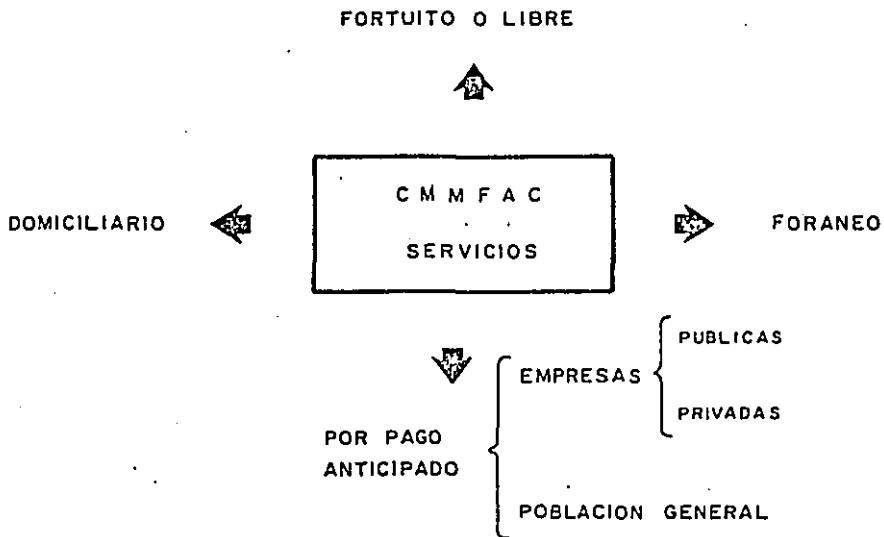 FORTUITO O LIBRE
CMMFAC
SERVICIOS
DOMICILIARIO
FORANEO
PUBLICAS
EMPRESAS
PRIVADAS
POR PAGO
ANTICIPADO
POBLACION GENERAL